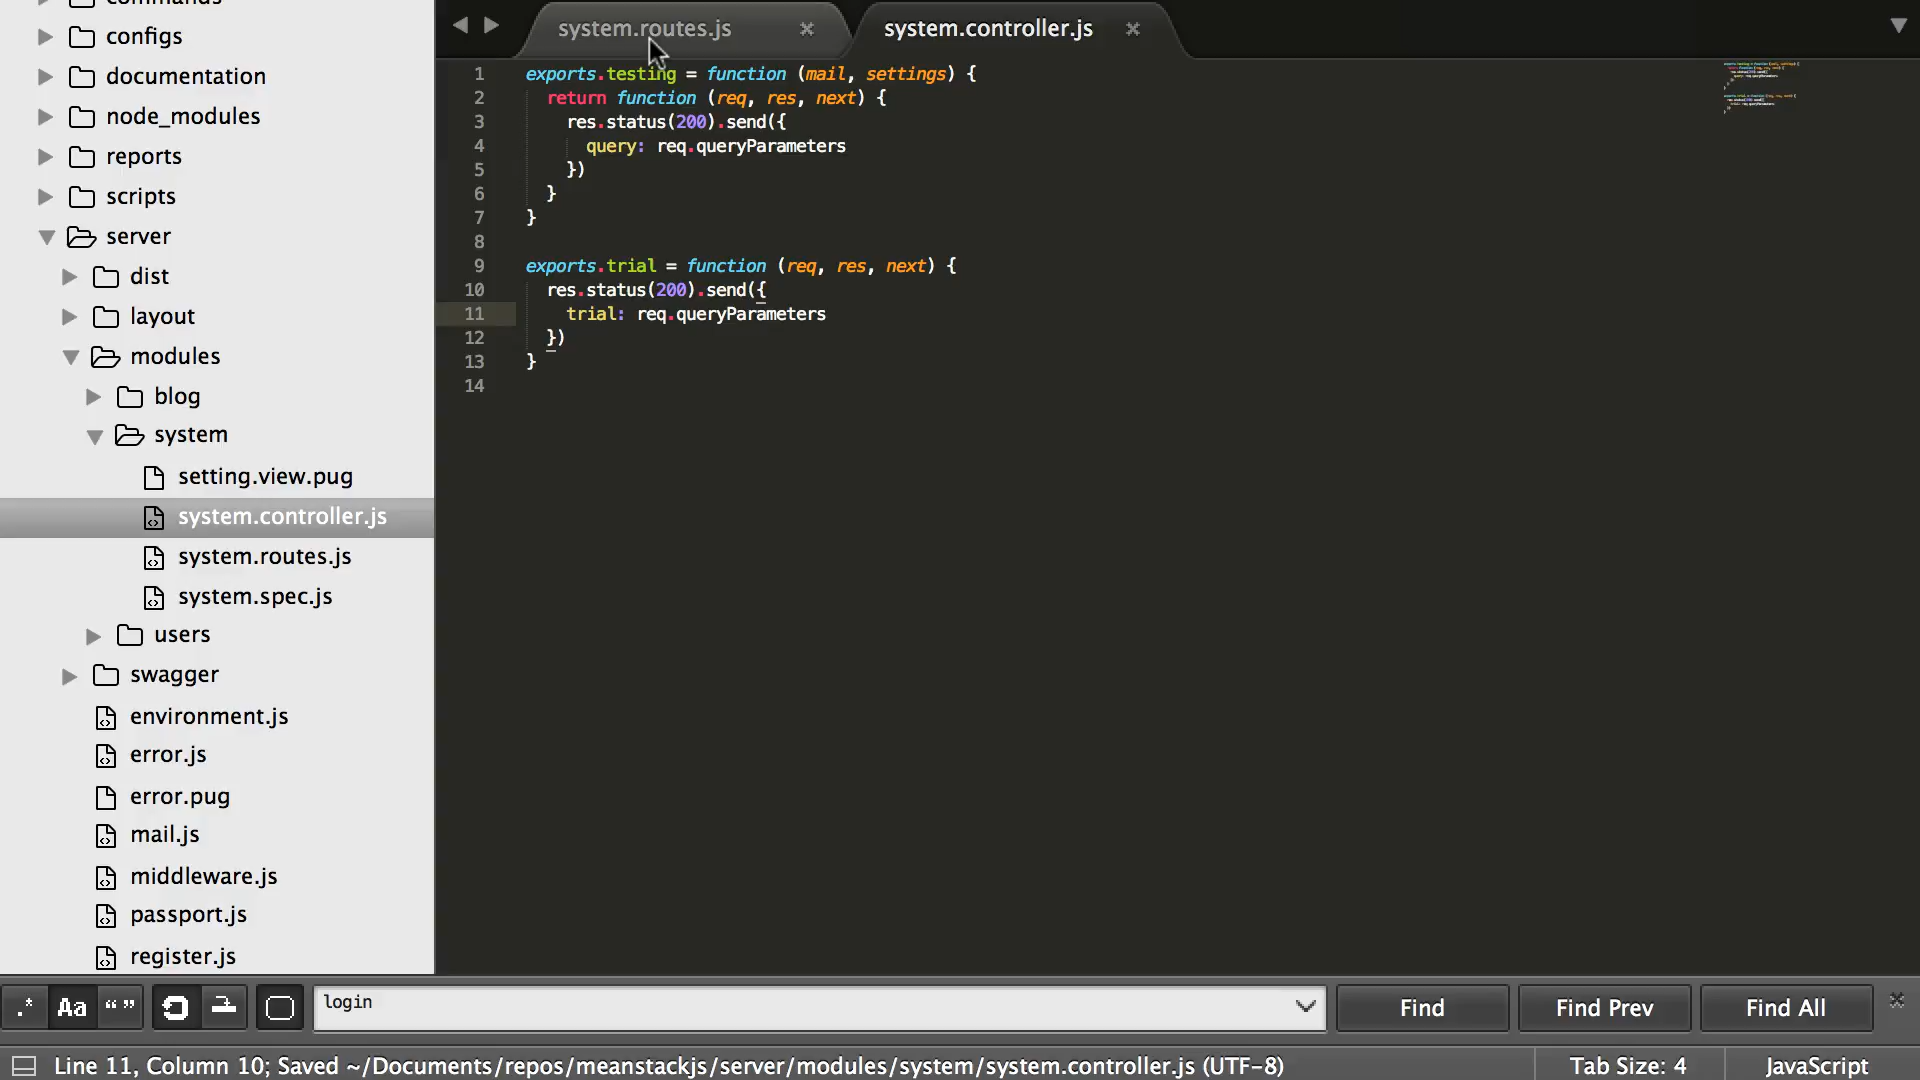 commands
configs
documentation
node_modules
reports
scripts
server
dist
layout
modules
blog
system
setting.view.pug
system.controller.js
system.routes.js
system.spec.js
users
swagger
environment.js
error.js
error.pug
mail.js
middleware.js
passport.js
register.js
system.routes.js × system.controller.js ×
1 exports.testing = function (mail, settings) {
2 return function (req, res, next) {
3 res.status(200).send({
4 query: req.queryParameters
5 })
6 }
7 }
8
9 exports.trial = function (req, res, next) {
10 res.status(200).send({
11 trial: req.queryParameters
12 })
13 }
14
.* Aa “” login Find Find Prev Find All ×
Line 11, Column 10; Saved ~/Documents/repos/meanstackjs/server/modules/system/system.controller.js (UTF-8) Tab Size: 4 JavaScript